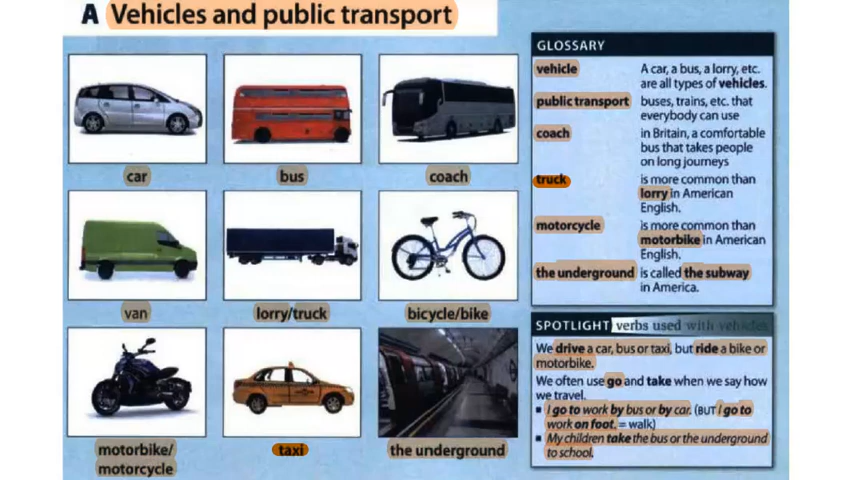 A Vehicles and public transport
car
bus
coach
van
lorry/truck
bicycle/bike
motorbike/
motorcycle
taxi
the underground
GLOSSARY
vehicle A car, a bus, a lorry, etc.
are all types of vehicles.
public transport buses, trains, etc. that
everybody can use
coach in Britain, a comfortable
bus that takes people
on long journeys
truck is more common than
lorry in American
English.
motorcycle is more common than
motorbike in American
English.
the underground is called the subway
in America.
SPOTLIGHT verbs used with vehicles
We drive a car, bus or taxi, but ride a bike or
motorbike.
We often use go and take when we say how
we travel.
▪ I go to work by bus or by car. (BUT I go to
work on foot. = walk)
▪ My children take the bus or the underground
to school.